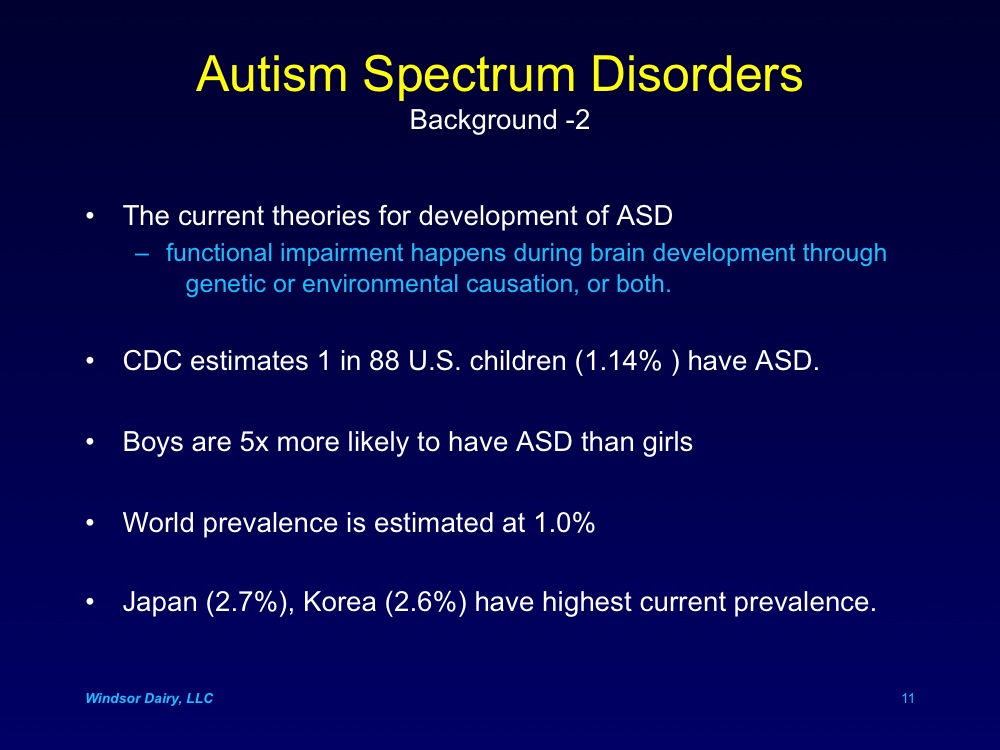 Autism Spectrum Disorders
Background -2
• The current theories for development of ASD
– functional impairment happens during brain development through
genetic or environmental causation, or both.
• CDC estimates 1 in 88 U.S. children (1.14% ) have ASD.
• Boys are 5x more likely to have ASD than girls
• World prevalence is estimated at 1.0%
• Japan (2.7%), Korea (2.6%) have highest current prevalence.
Windsor Dairy, LLC
11